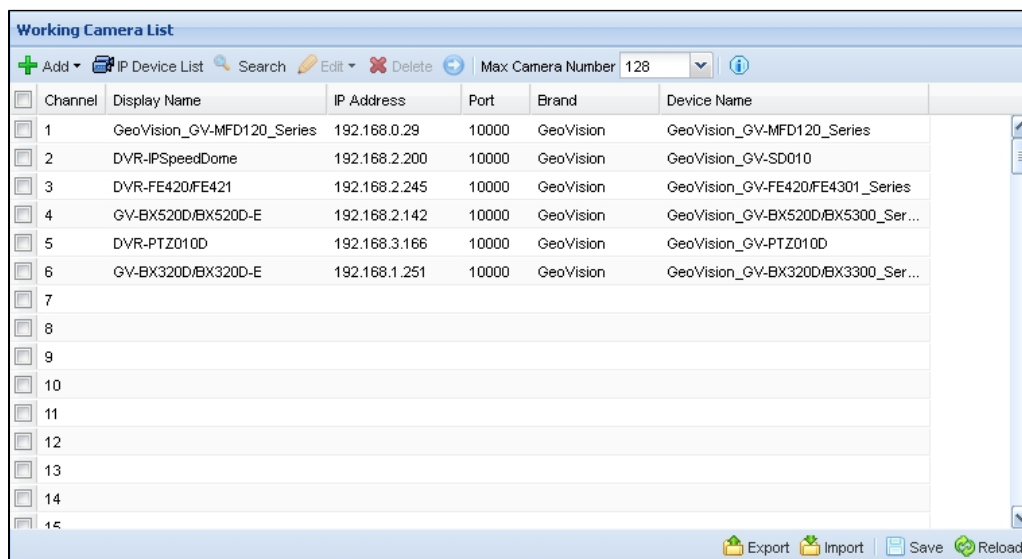 Working Camera List
Add IP Device List Search Edit Delete Max Camera Number 128
Channel Display Name IP Address Port Brand Device Name
1 GeoVision_GV-MFD120_Series 192.168.0.29 10000 GeoVision GeoVision_GV-MFD120_Series
2 DVR-IPSpeedDome 192.168.2.200 10000 GeoVision GeoVision_GV-SD010
3 DVR-FE420/FE421 192.168.2.245 10000 GeoVision GeoVision_GV-FE420/FE4301_Series
4 GV-BX520D/BX520D-E 192.168.2.142 10000 GeoVision GeoVision_GV-BX520D/BX5300_Ser...
5 DVR-PTZ010D 192.168.3.166 10000 GeoVision GeoVision_GV-PTZ010D
6 GV-BX320D/BX320D-E 192.168.1.251 10000 GeoVision GeoVision_GV-BX320D/BX3300_Ser...
7
8
9
10
11
12
13
14
15
Export Import Save Reload